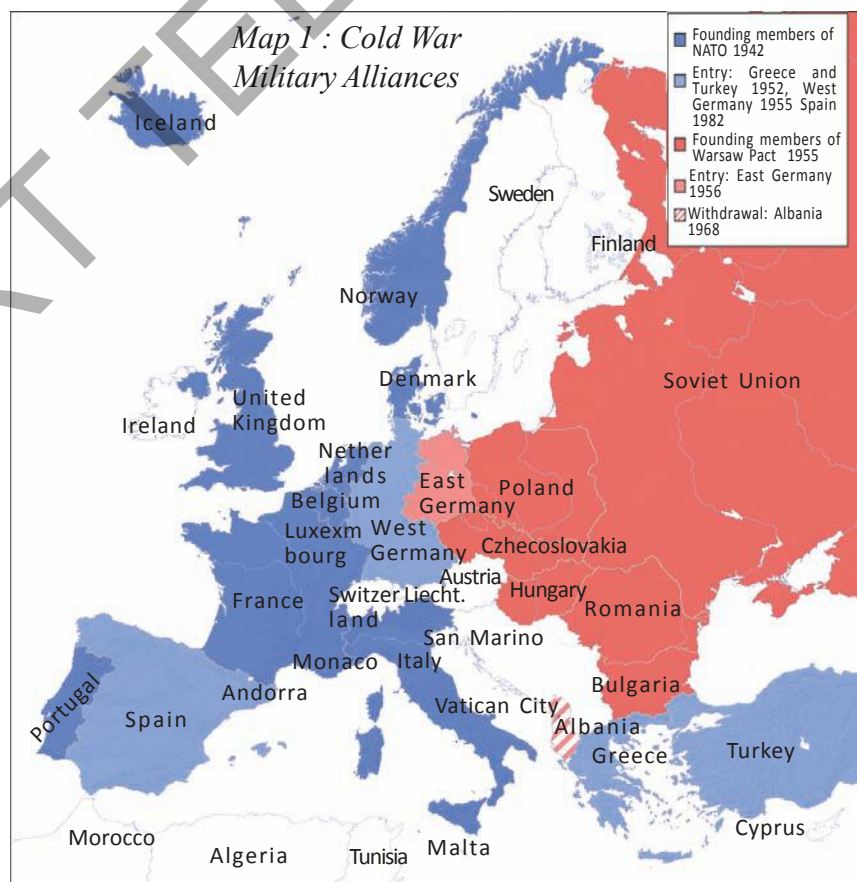 Map 1 : Cold War
Military Alliances
Founding members of
NATO 1942
Entry: Greece and
Turkey 1952, West
Germany 1955 Spain
1982
Founding members of
Warsaw Pact 1955
Entry: East Germany
1956
Withdrawal: Albania
1968
Iceland
Sweden
Finland
Norway
Soviet Union
Denmark
United
Kingdom
Ireland
Nether
lands
Belgium
East
Germany
Poland
Luxexm
bourg
West
Germany
Czhecoslovakia
Austria
Switzer Liecht.
land
Hungary
Romania
France
San Marino
Monaco
Italy
Bulgaria
Andorra
Portugal
Spain
Vatican City
Albania
Greece
Turkey
Cyprus
Morocco
Algeria
Tunisia
Malta